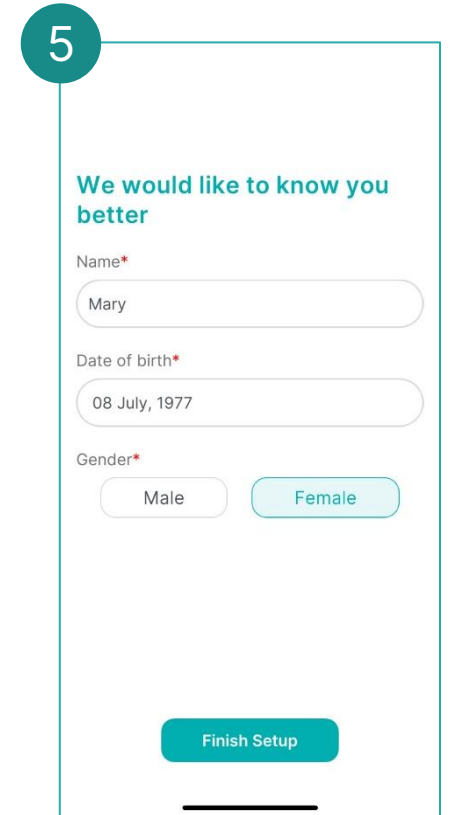 5
We would like to know you
better
Name*
Mary
Date of birth*
08 July, 1977
Gender*
Male Female
Finish Setup